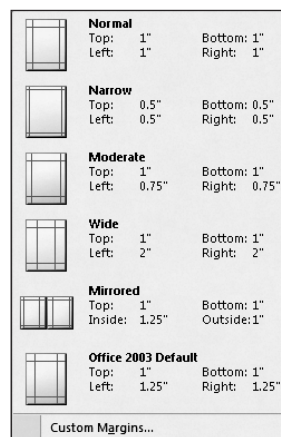 Normal
Top: 1" Bottom: 1"
Left: 1" Right: 1"
Narrow
Top: 0.5" Bottom: 0.5"
Left: 0.5" Right: 0.5"
Moderate
Top: 1" Bottom: 1"
Left: 0.75" Right: 0.75"
Wide
Top: 1" Bottom: 1"
Left: 2" Right: 2"
Mirrored
Top: 1" Bottom: 1"
Inside: 1.25" Outside: 1"
Office 2003 Default
Top: 1" Bottom: 1"
Left: 1.25" Right: 1.25"
Custom Margins...